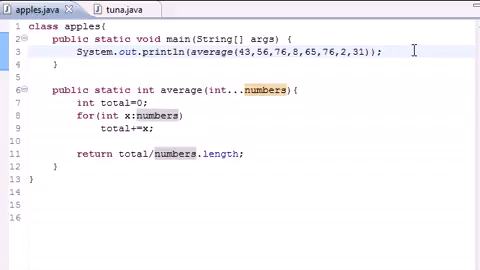 apples.java tuna.java
1 class apples{
2 public static void main(String[] args) {
3 System.out.println(average(43,56,76,8,65,76,2,31));
4 }
5
6 public static int average(int...numbers){
7 int total=0;
8 for(int x:numbers)
9 total+=x;
10
11 return total/numbers.length;
12 }
13 }
14
15
16